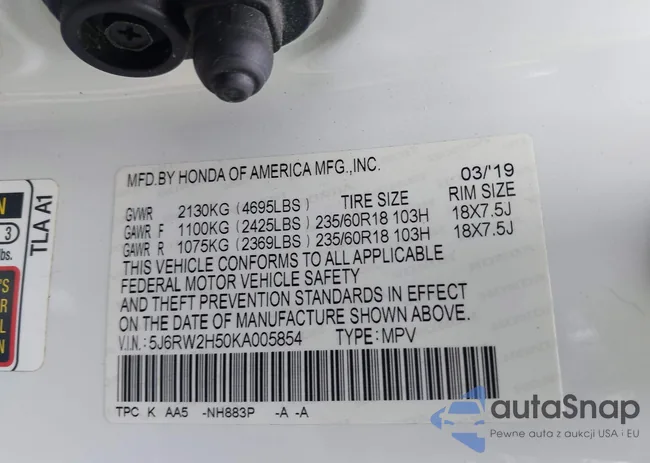 MFD.BY HONDA OF AMERICA MFG.,INC. 03/'19
GVWR 2130KG (4695LBS) TIRE SIZE RIM SIZE
GAWR F 1100KG (2425LBS) 235/60R18 103H 18X7.5J
GAWR R 1075KG (2369LBS) 235/60R18 103H 18X7.5J
THIS VEHICLE CONFORMS TO ALL APPLICABLE
FEDERAL MOTOR VEHICLE SAFETY
AND THEFT PREVENTION STANDARDS IN EFFECT
ON THE DATE OF MANUFACTURE SHOWN ABOVE.
V.I.N.: 5J6RW2H50KA005854 TYPE: MPV
TPC K AA5 -NH883P -A -A
TLA A1
N
3
lbs.
'S
R
L
N
autaSnap
Pewne auta z aukcji USA i EU